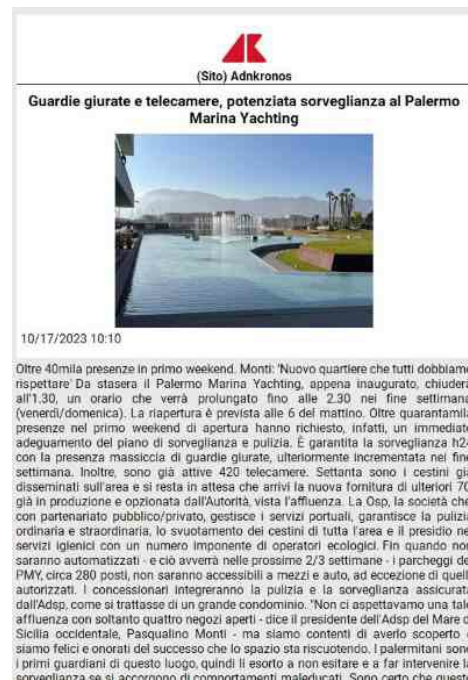 (Sito) Adnkronos
Guardie giurate e telecamere, potenziata sorveglianza al Palermo
Marina Yachting
10/17/2023 10:10
Oltre 40mila presenze in primo weekend. Monti: 'Nuovo quartiere che tutti dobbiamo
rispettare' Da stasera il Palermo Marina Yachting, appena inaugurato, chiuderà
all'1.30, un orario che verrà prolungato fino alle 2.30 nei fine settimana
(venerdì/domenica). La riapertura è prevista alle 6 del mattino. Oltre quarantamila
presenze nel primo weekend di apertura hanno richiesto, infatti, un immediato
adeguamento del piano di sorveglianza e pulizia. È garantita la sorveglianza h24
con la presenza massiccia di guardie giurate, ulteriormente incrementata nei fine
settimana. Inoltre, sono già attive 420 telecamere. Settanta sono i cestini già
disseminati sull'area e si resta in attesa che arrivi la nuova fornitura di ulteriori 70
già in produzione e opzionata dall'Autorità, vista l'affluenza. La Osp, la società che
con partenariato pubblico/privato, gestisce i servizi portuali, garantisce la pulizia
ordinaria e straordinaria, lo svuotamento dei cestini di tutta l'area e il presidio nei
servizi igienici con un numero imponente di operatori ecologici. Fin quando non
saranno automatizzati - e ciò avverrà nelle prossime 2/3 settimane - i parcheggi del
PMY, circa 280 posti, non saranno accessibili a mezzi e auto, ad eccezione di quelli
autorizzati. I concessionari integreranno la pulizia e la sorveglianza assicurata
dall'Adsp, come si trattasse di un grande condominio. "Non ci aspettavamo una tale
affluenza con soltanto quattro negozi aperti - dice il presidente dell'Adsp del Mare di
Sicilia occidentale, Pasqualino Monti - ma siamo contenti di averlo scoperto e
siamo felici e onorati del successo che lo spazio sta riscuotendo. I palermitani sono
i primi guardiani di questo luogo, quindi li esorto a non esitare e a far intervenire la
sorveglianza se si accorgono di comportamenti maleducati. Sono certo che questo